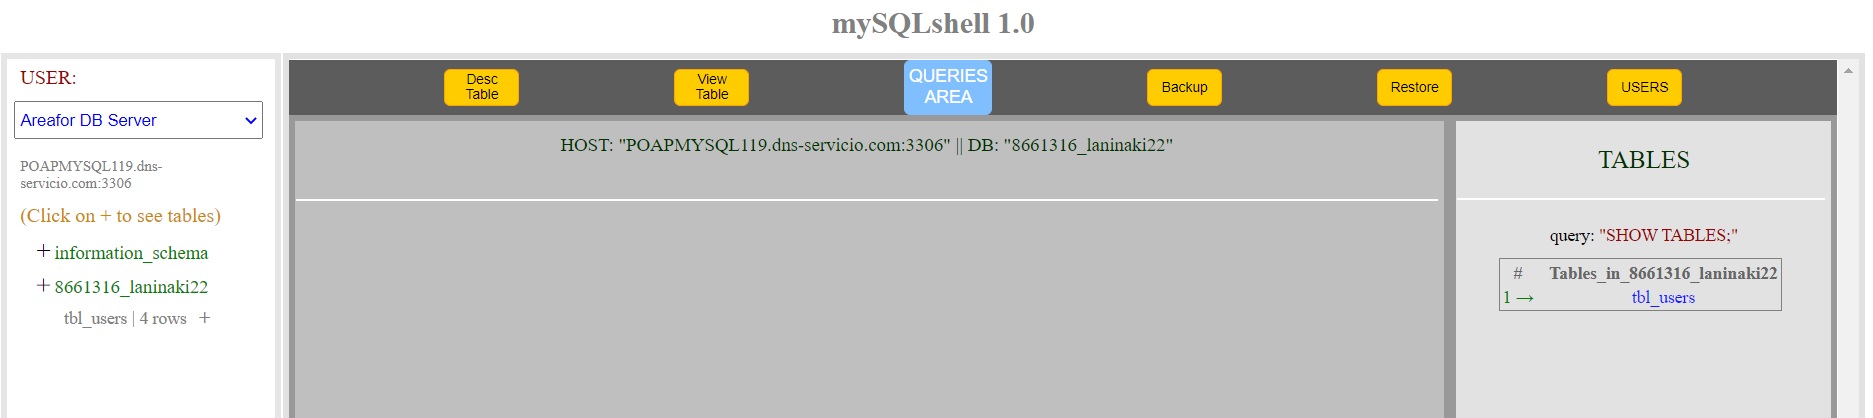 mySQLshell 1.0
USER:
Areafor DB Server
POAPMYSQL119.dns-
servicio.com:3306
(Click on + to see tables)
+ information_schema
+ 8661316_laninaki22
tbl_users | 4 rows +
Desc
Table
View
Table
QUERIES
AREA
Backup
Restore
USERS
HOST: "POAPMYSQL119.dns-servicio.com:3306" || DB: "8661316_laninaki22"
TABLES
query: "SHOW TABLES;"
# Tables_in_8661316_laninaki22
1 → tbl_users